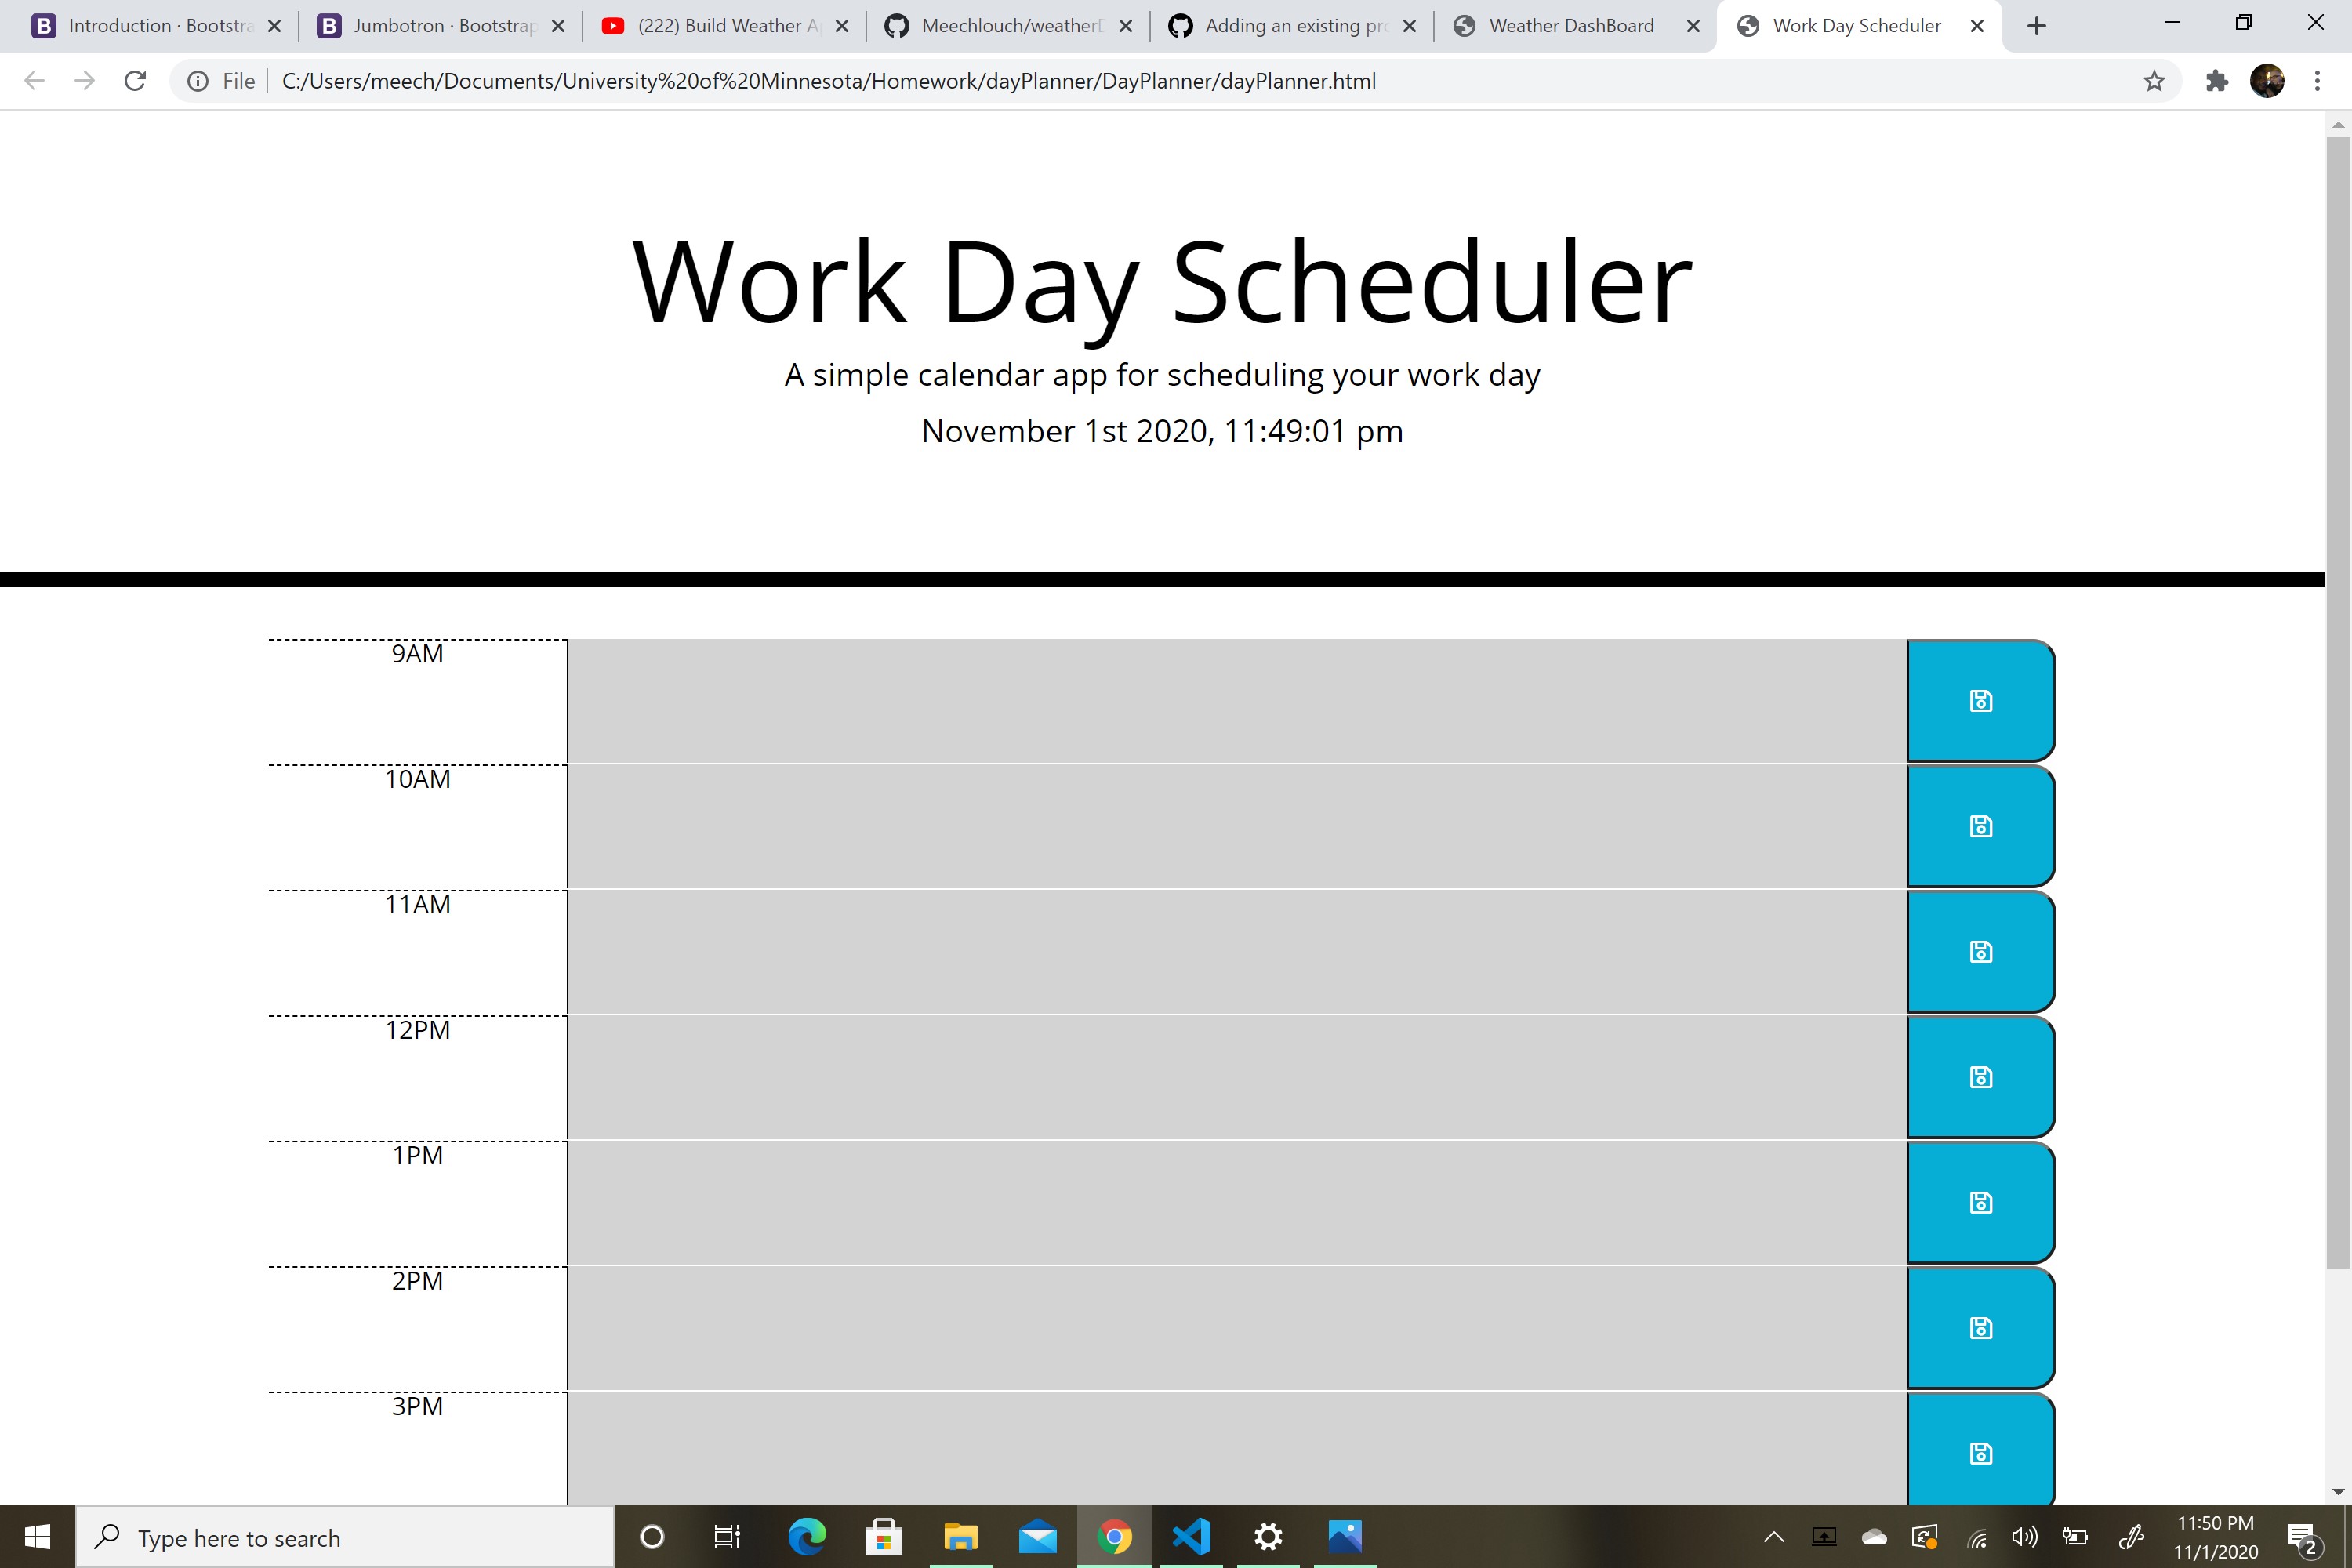 Introduction · Bootstra
Jumbotron · Bootstrap
(222) Build Weather A
Meechlouch/weatherD
Adding an existing pro
Weather DashBoard
Work Day Scheduler
File
C:/Users/meech/Documents/University%20of%20Minnesota/Homework/dayPlanner/DayPlanner/dayPlanner.html
Work Day Scheduler
A simple calendar app for scheduling your work day
November 1st 2020, 11:49:01 pm
9AM
10AM
11AM
12PM
1PM
2PM
3PM
Type here to search
11:50 PM
11/1/2020
2